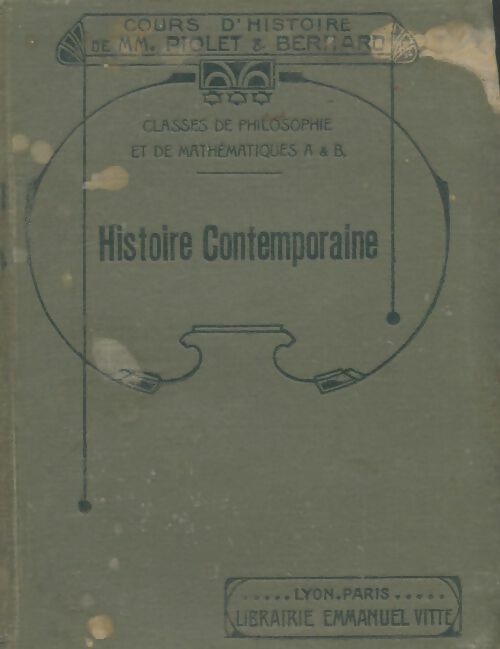 COURS D'HISTOIRE
DE MM. PIOLET & BERNARD
CLASSES DE PHILOSOPHIE
ET DE MATHÉMATIQUES A & B.
Histoire Contemporaine
.....LYON.PARIS.....
LIBRAIRIE EMMANUEL VITTE